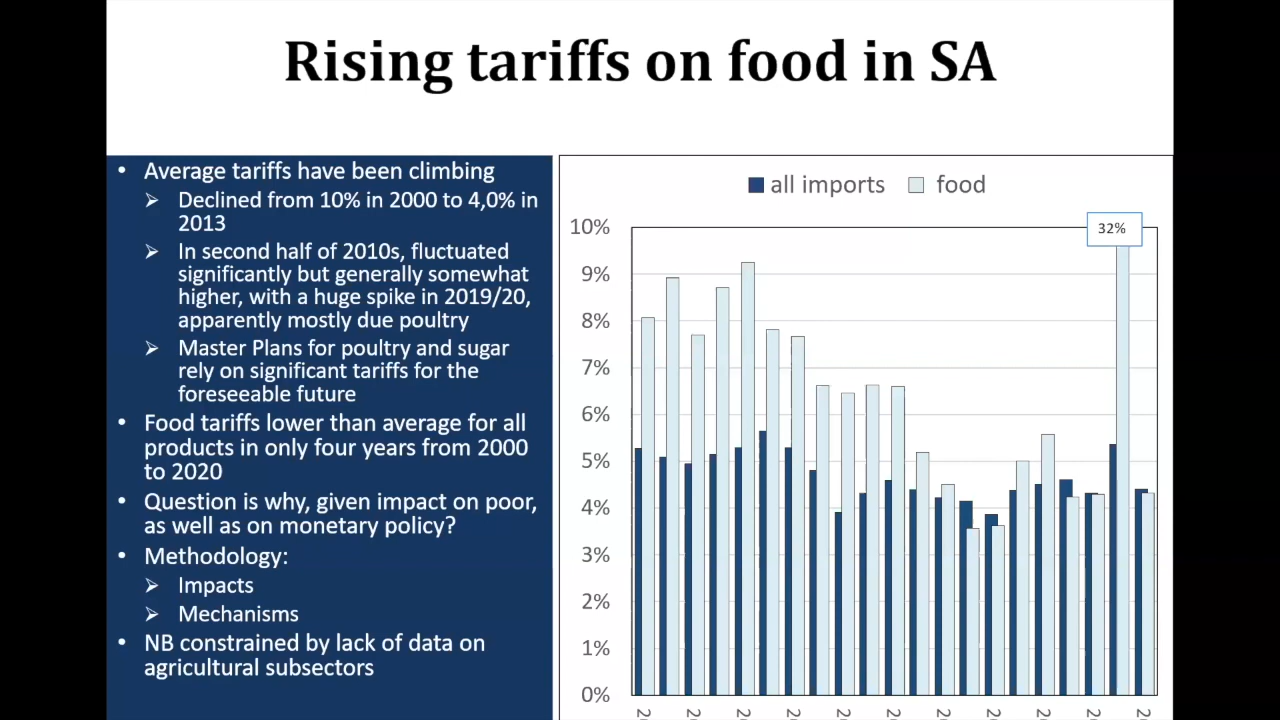 Rising tariffs on food in SA
• Average tariffs have been climbing
➢ Declined from 10% in 2000 to 4,0% in
2013
➢ In second half of 2010s, fluctuated
significantly but generally somewhat
higher, with a huge spike in 2019/20,
apparently mostly due poultry
➢ Master Plans for poultry and sugar
rely on significant tariffs for the
foreseeable future
• Food tariffs lower than average for all
products in only four years from 2000
to 2020
• Question is why, given impact on poor,
as well as on monetary policy?
• Methodology:
➢ Impacts
➢ Mechanisms
• NB constrained by lack of data on
agricultural subsectors
all imports food
32%
10%
9%
8%
7%
6%
5%
4%
3%
2%
1%
0%